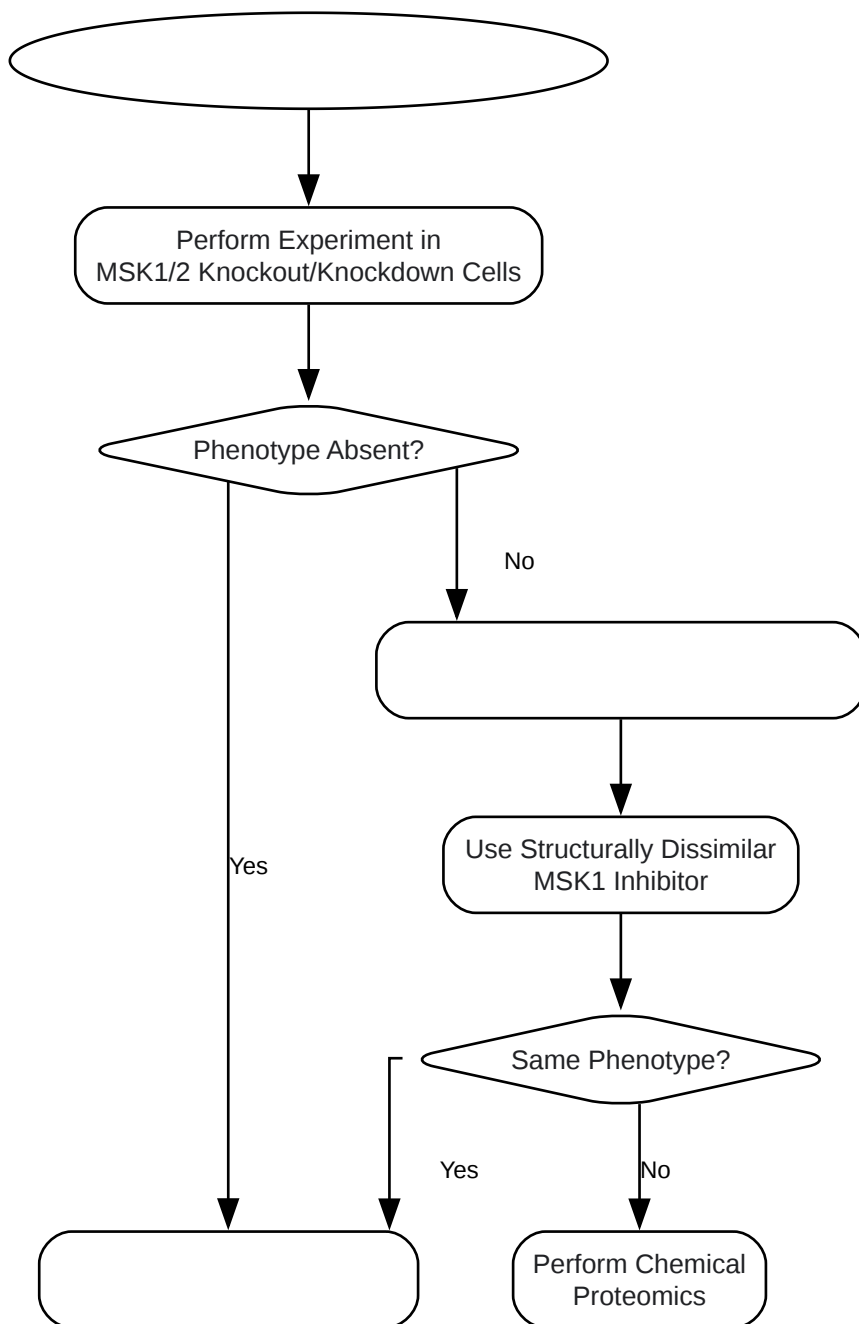 Perform Experiment in
MSK1/2 Knockout/Knockdown Cells
Phenotype Absent?
No
Yes
Use Structurally Dissimilar
MSK1 Inhibitor
Same Phenotype?
Yes
No
Perform Chemical
Proteomics